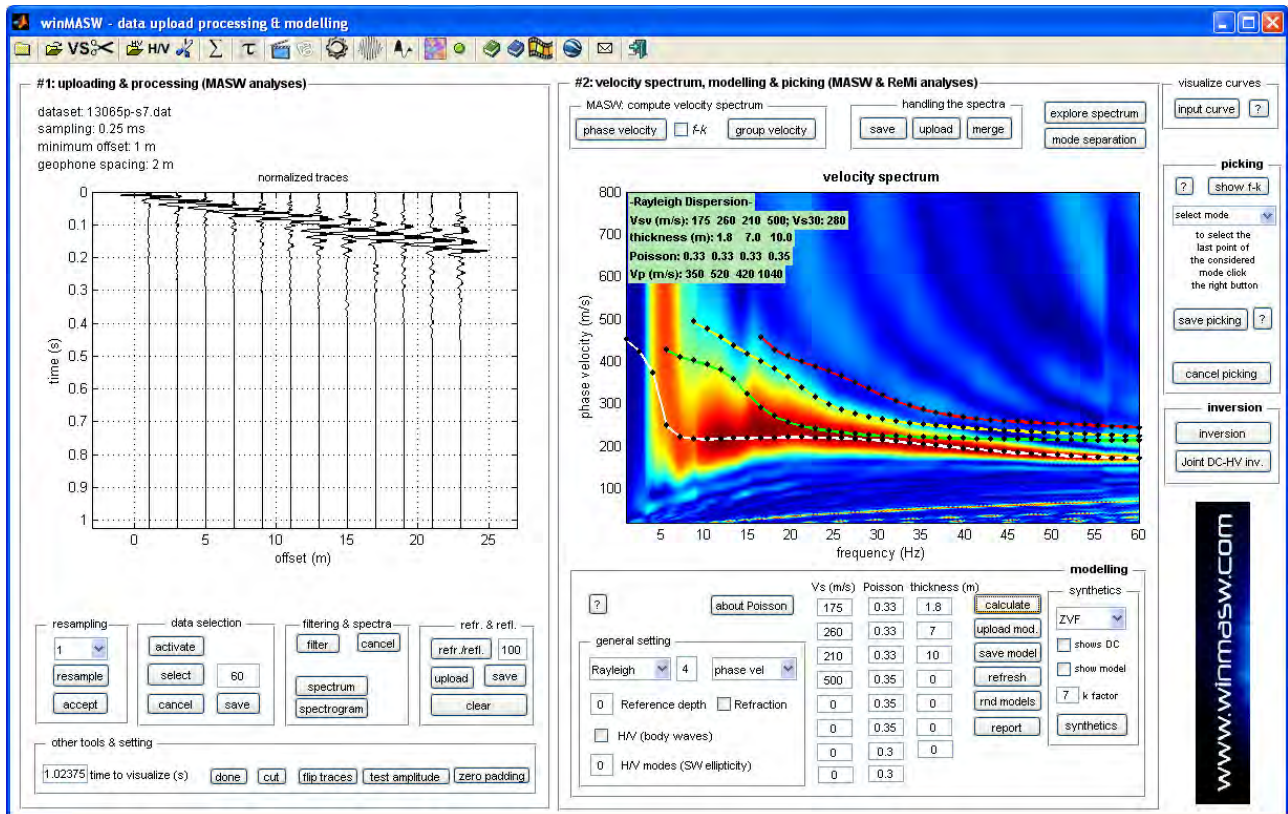 winMASW - data upload processing & modelling
VS
H/V
Σ
τ
#1: uploading & processing (MASW analyses)
dataset: 13065p-s7.dat
sampling: 0.25 ms
minimum offset: 1 m
geophone spacing: 2 m
normalized traces
0
0.1
0.2
0.3
0.4
0.5
0.6
0.7
0.8
0.9
1
time (s)
0 5 10 15 20 25
offset (m)
resampling
1
resample
accept
data selection
activate
select 60
cancel save
filtering & spectra
filter cancel
spectrum
spectrogram
refr. & refl.
refr./refl. 100
upload save
clear
other tools & setting
1.02375 time to visualize (s) done cut flip traces test amplitude zero padding
#2: velocity spectrum, modelling & picking (MASW & ReMi analyses)
MASW: compute velocity spectrum
phase velocity f-k group velocity
handling the spectra
save upload merge
explore spectrum
mode separation
velocity spectrum
-Rayleigh Dispersion-
Vsv (m/s): 175 260 210 500; Vs30: 280
thickness (m): 1.8 7.0 10.0
Poisson: 0.33 0.33 0.33 0.35
Vp (m/s): 350 520 420 1040
800
700
600
500
400
300
200
100
phase velocity (m/s)
5 10 15 20 25 30 35 40 45 50 55 60
frequency (Hz)
modelling
? about Poisson
general setting
Rayleigh 4 phase vel
0 Reference depth Refraction
H/V (body waves)
0 H/V modes (SW ellipticity)
Vs (m/s) Poisson thickness (m)
175 0.33 1.8
260 0.33 7
210 0.33 10
500 0.35 0
0 0.35 0
0 0.35 0
0 0.3 0
0 0.3
calculate
upload mod.
save model
refresh
rnd models
report
synthetics
ZVF
shows DC
show model
7 k factor
synthetics
visualize curves
input curve ?
picking
? show f-k
select mode
to select the
last point of
the considered
mode click
the right button
save picking ?
cancel picking
inversion
inversion
Joint DC-HV inv.
www.winmasw.com